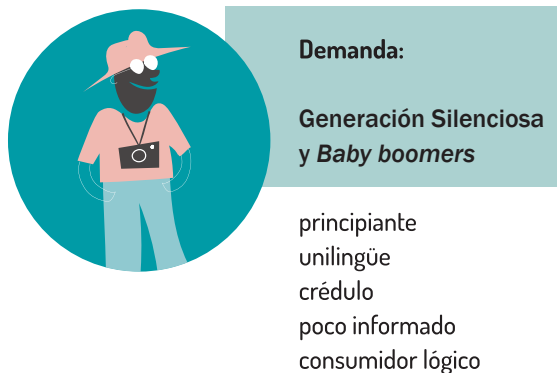 Demanda:
Generación Silenciosa
y Baby boomers
principiante
unilingüe
crédulo
poco informado
consumidor lógico